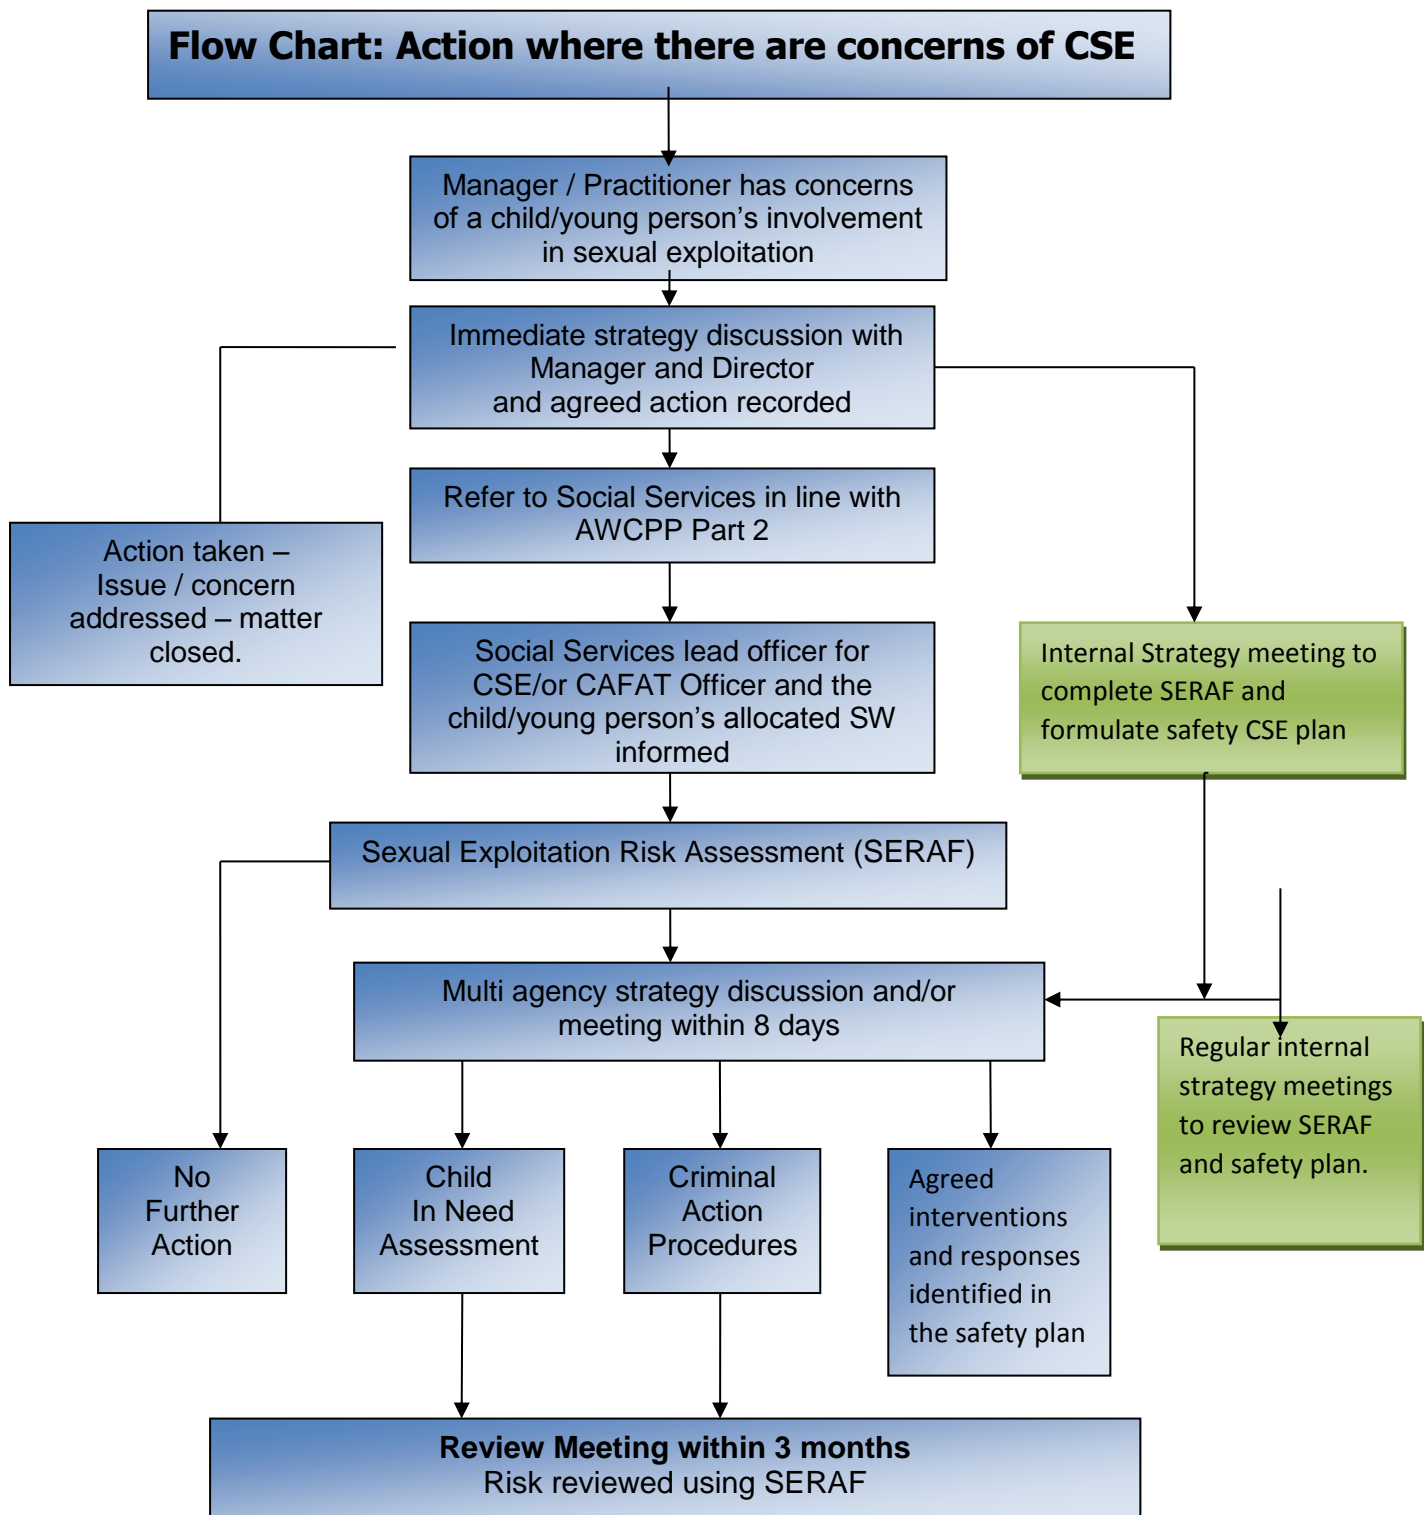 Flow Chart: Action where there are concerns of CSE
Manager / Practitioner has concerns
of a child/young person’s involvement
in sexual exploitation
Immediate strategy discussion with
Manager and Director
and agreed action recorded
Refer to Social Services in line with
AWCPP Part 2
Action taken –
Issue / concern
addressed – matter
closed.
Social Services lead officer for
CSE/or CAFAT Officer and the
child/young person’s allocated SW
informed
Internal Strategy meeting to
complete SERAF and
formulate safety CSE plan
Sexual Exploitation Risk Assessment (SERAF)
Multi agency strategy discussion and/or
meeting within 8 days
Regular internal
strategy meetings
to review SERAF
and safety plan.
No
Further
Action
Child
In Need
Assessment
Criminal
Action
Procedures
Agreed
interventions
and responses
identified in
the safety plan
Review Meeting within 3 months
Risk reviewed using SERAF